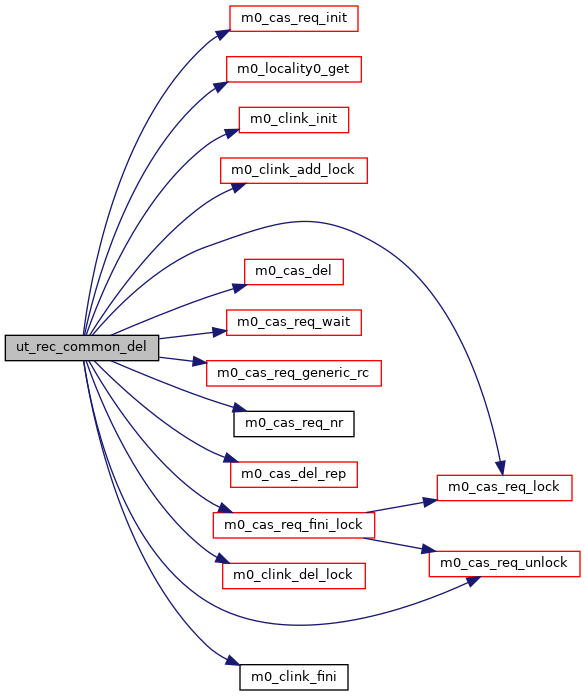 m0_cas_req_init
m0_locality0_get
m0_clink_init
m0_clink_add_lock
m0_cas_del
m0_cas_req_wait
ut_rec_common_del
m0_cas_req_generic_rc
m0_cas_req_nr
m0_cas_del_rep
m0_cas_req_lock
m0_cas_req_fini_lock
m0_cas_req_unlock
m0_clink_del_lock
m0_clink_fini